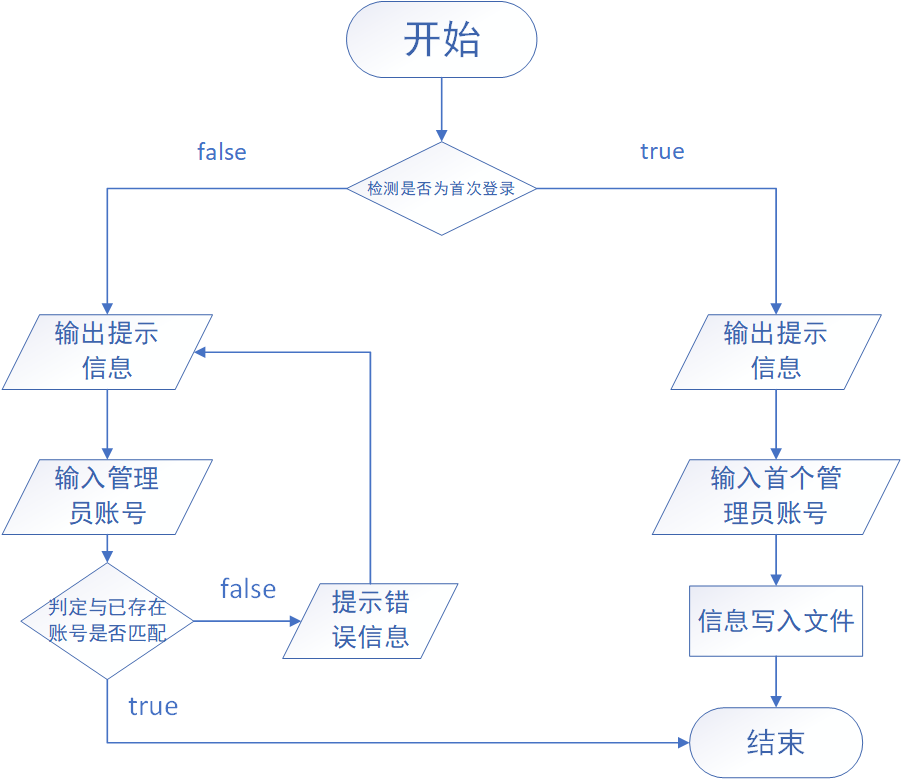 开始
false
true
检测是否为首次登录
输出提示
信息
输出提示
信息
输入管理
员账号
输入首个管
理员账号
判定与已存在
账号是否匹配
false
提示错
误信息
信息写入文件
true
结束